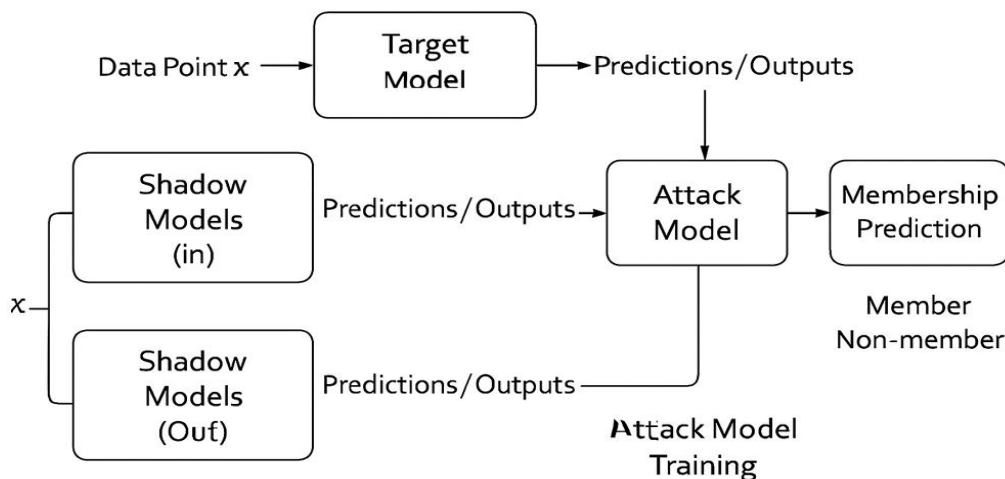 Data Point x
Target
Model
Predictions/Outputs
Shadow
Models
(in)
Predictions/Outputs
Attack
Model
Membership
Prediction
x
Member
Non-member
Shadow
Models
(Out)
Predictions/Outputs
Attack Model
Training